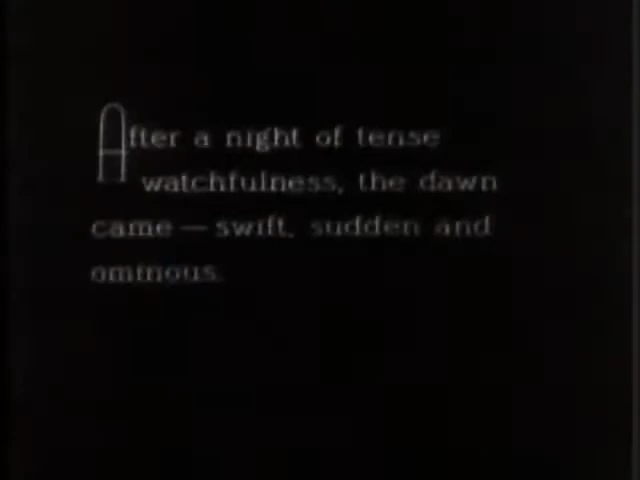 After a night of tense
watchfulness, the dawn
came — swift, sudden and
ominous.